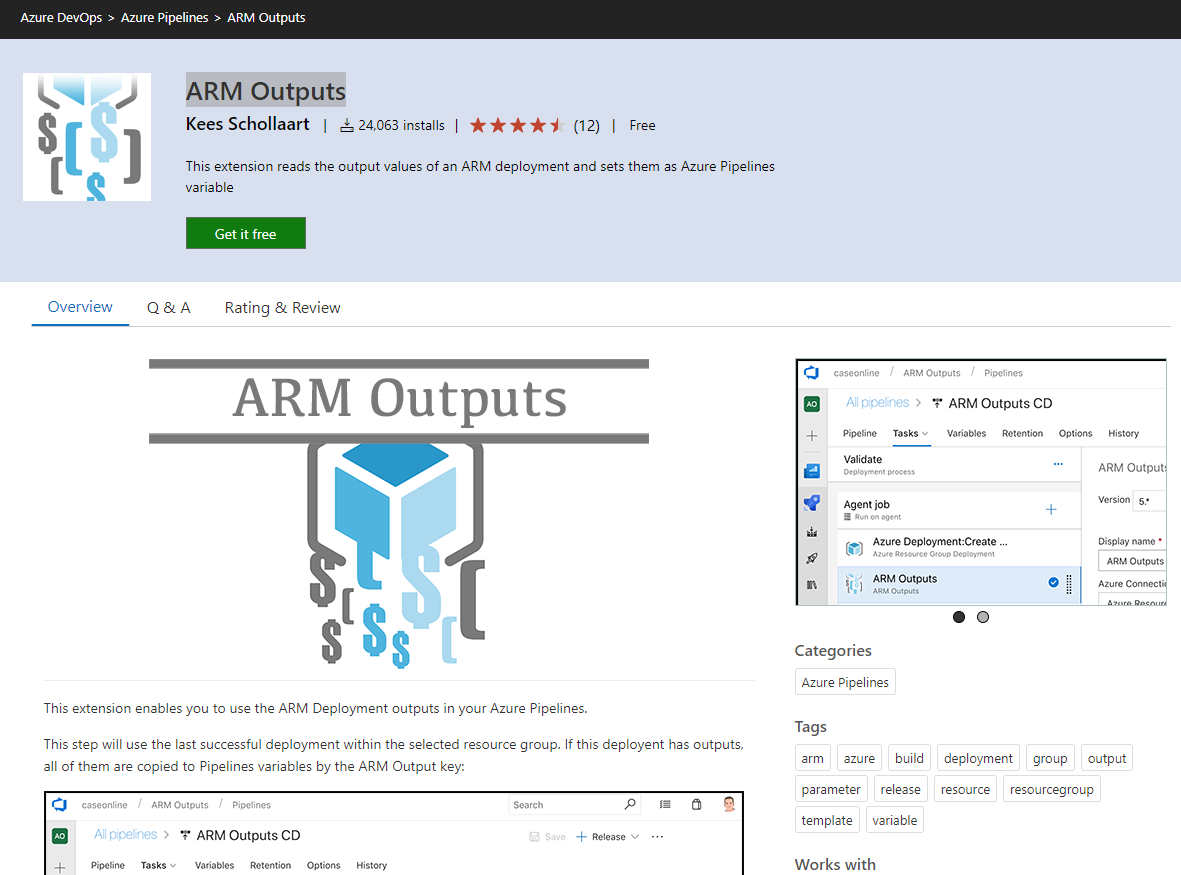 Azure DevOps > Azure Pipelines > ARM Outputs
ARM Outputs
Kees Schollaart | 24,063 installs | (12) | Free
This extension reads the output values of an ARM deployment and sets them as Azure Pipelines
variable
Get it free
Overview Q & A Rating & Review
ARM Outputs
This extension enables you to use the ARM Deployment outputs in your Azure Pipelines.
This step will use the last successful deployment within the selected resource group. If this deployent has outputs,
all of them are copied to Pipelines variables by the ARM Output key:
caseonline / ARM Outputs / Pipelines Search
AO All pipelines > ARM Outputs CD Save + Release ...
Pipeline Tasks Variables Retention Options History
caseonline / ARM Outputs / Pipelines
AO All pipelines > ARM Outputs CD
Pipeline Tasks Variables Retention Options History
Validate
Deployment process
...
ARM Outputs
Agent job
Run on agent
Version 5.*
Azure Deployment:Create ...
Azure Resource Group Deployment
Display name *
ARM Outputs
ARM Outputs
ARM Outputs
Azure Connectio
Azure Resour
Categories
Azure Pipelines
Tags
arm azure build deployment group output
parameter release resource resourcegroup
template variable
Works with